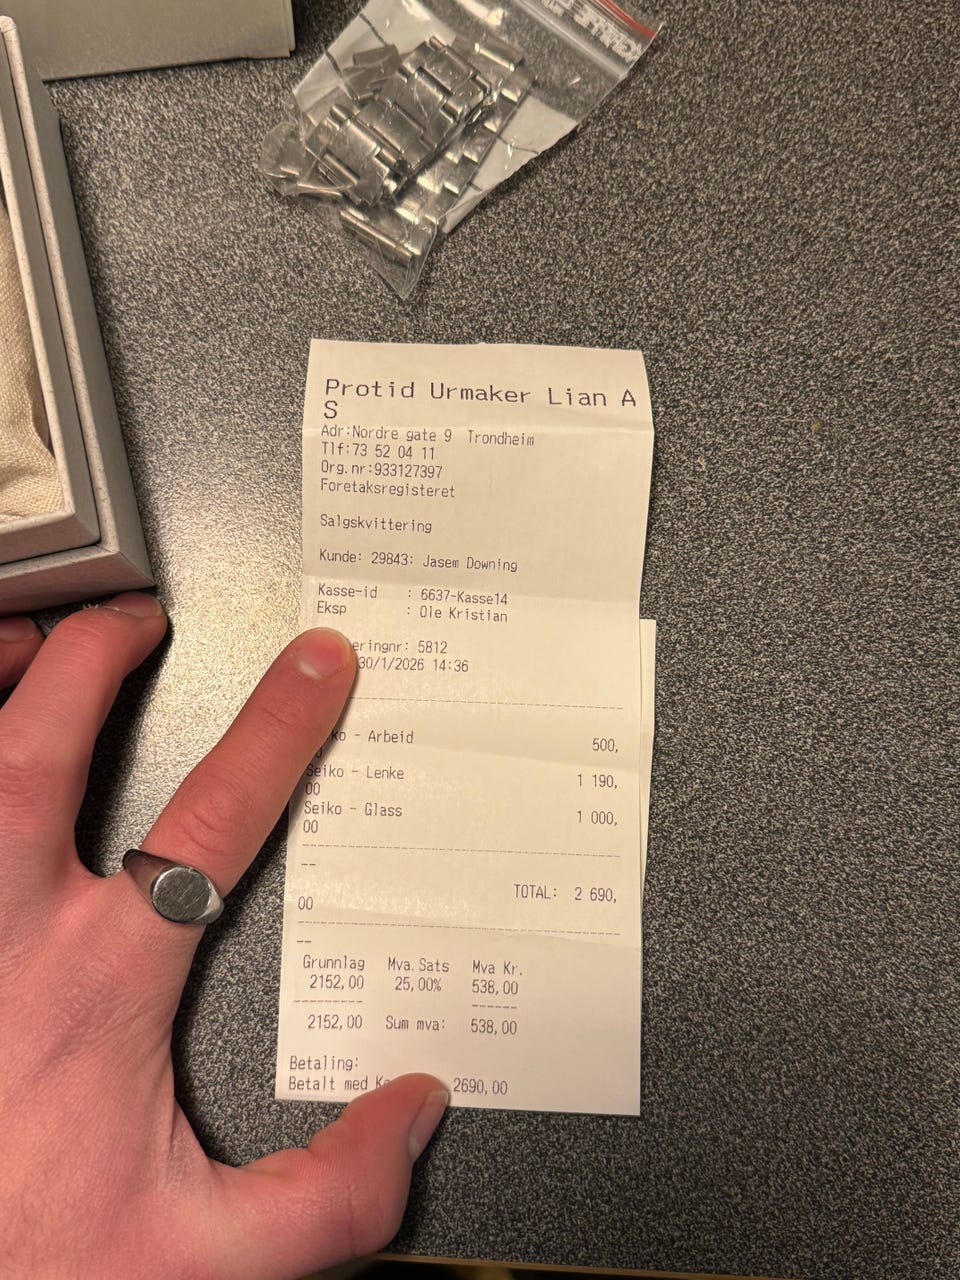 Protid Urmaker Lian A
S
Adr:Nordre gate 9 Trondheim
Tlf:73 52 04 11
Org.nr:933127397
Foretaksregisteret
Salgskvittering
Kunde: 29843: Jasem Downing
Kasse-id : 6637-Kasse14
Eksp : Ole Kristian
eringnr: 5812
30/1/2026 14:36
ko - Arbeid 500,
0
Seiko - Lenke 1 190,
00
Seiko - Glass 1 000,
00
--
TOTAL: 2 690,
00
--
Grunnlag Mva.Sats Mva Kr.
2152,00 25,00% 538,00
2152,00 Sum mva: 538,00
Betaling:
Betalt med 2690,00